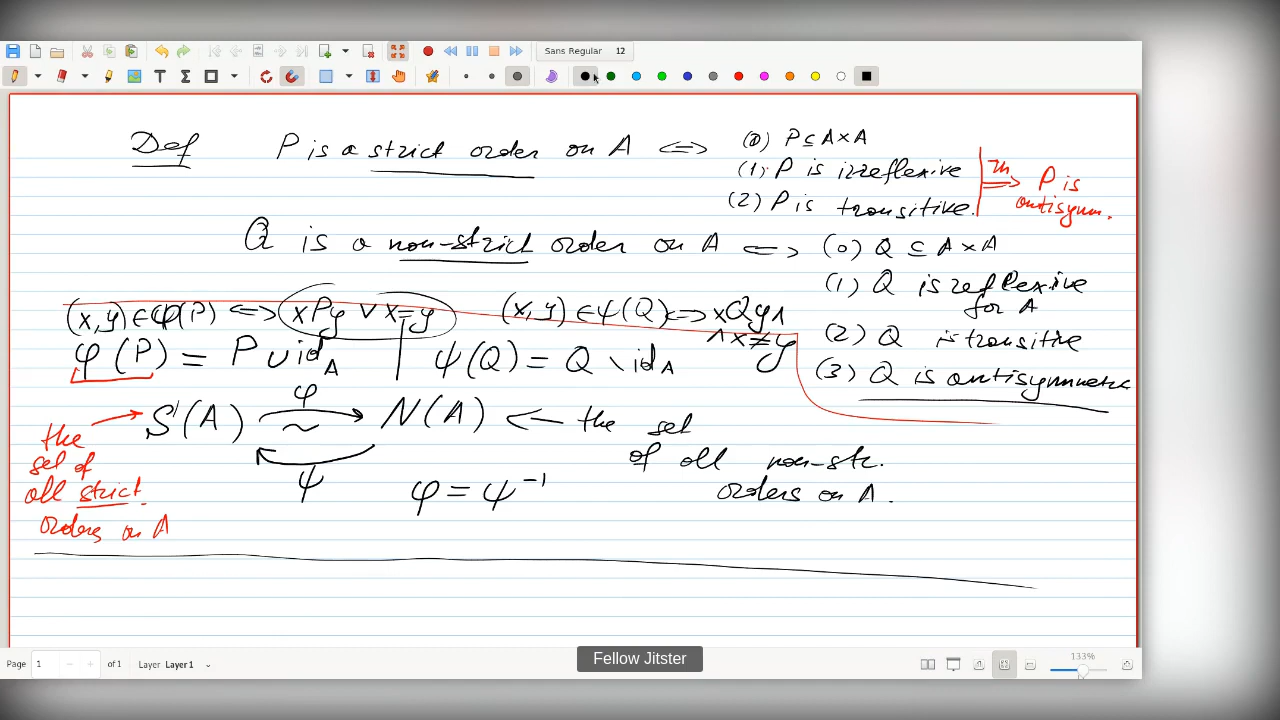 Sans Regular 12
Def P is a strict order on A ⟺ (0) P ⊆ A×A
(1) P is irreflexive
(2) P is transitive.
⟹ P is
antisymm.
Q is a non-strict order on A ⟺ (0) Q ⊆ A×A
(1) Q is reflexive
for A
(2) Q is transitive
(3) Q is antisymmetric
(x,y) ∈ φ(P) ⟺ xPy ∨ x=y (x,y) ∈ ψ(Q) ⟺ xQy ∧
∧ x≠y
φ(P) = P ∪ id_A | ψ(Q) = Q \ id_A
φ
S(A) ⟶ N(A) ⟵ the set
∼
of all non-str.
orders on A.
ψ
φ = ψ⁻¹
the
set of
all strict
orders on A
Fellow Jitster
Page 1 of 1 Layer Layer 1 133%